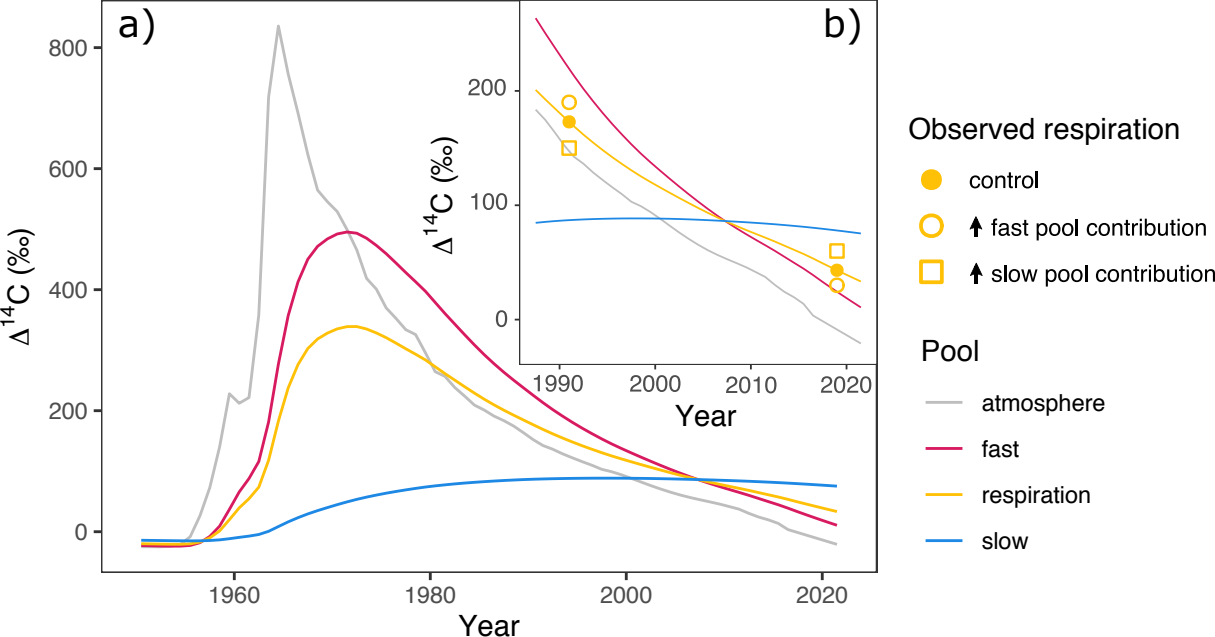 a)
800
600
400
200
0
Δ¹⁴C (‰)
1960
1980
2000
2020
Year
b)
200
100
0
Δ¹⁴C (‰)
1990
2000
2010
2020
Year
Observed respiration
control
⬆ fast pool contribution
⬆ slow pool contribution
Pool
atmosphere
fast
respiration
slow